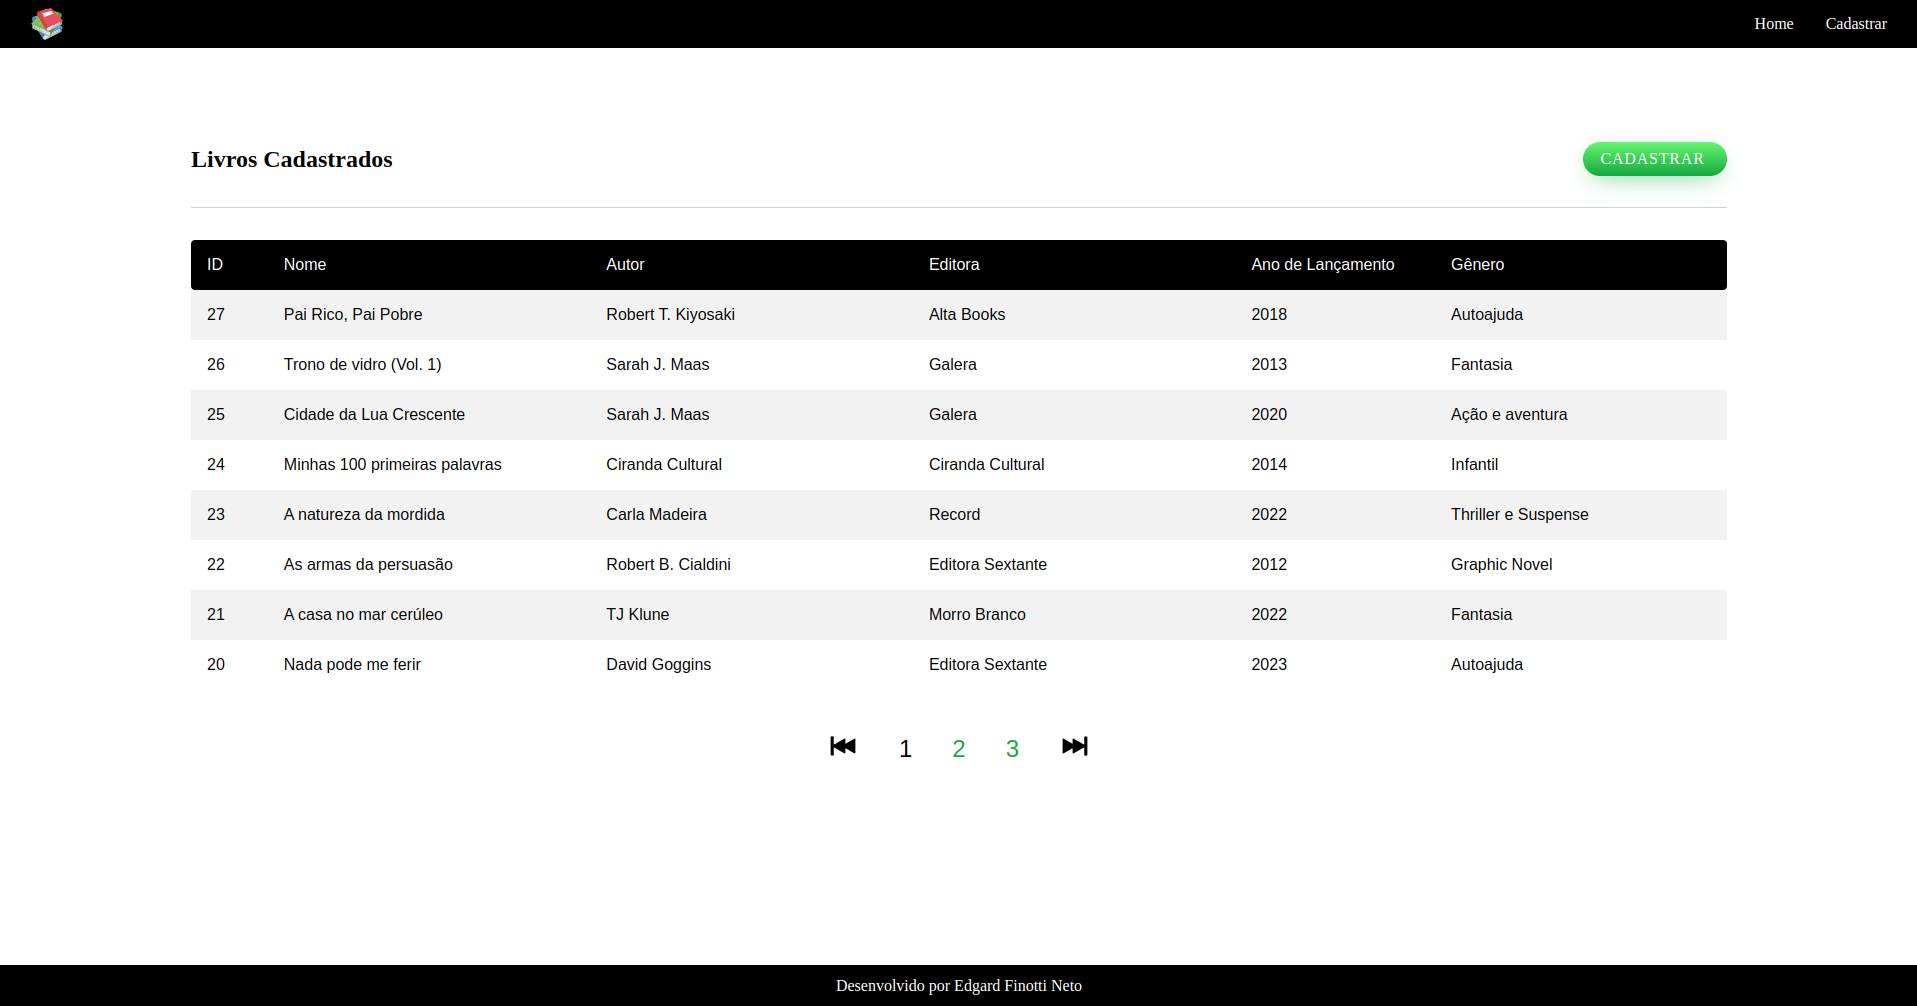 Home Cadastrar
Livros Cadastrados CADASTRAR
ID Nome Autor Editora Ano de Lançamento Gênero
27 Pai Rico, Pai Pobre Robert T. Kiyosaki Alta Books 2018 Autoajuda
26 Trono de vidro (Vol. 1) Sarah J. Maas Galera 2013 Fantasia
25 Cidade da Lua Crescente Sarah J. Maas Galera 2020 Ação e aventura
24 Minhas 100 primeiras palavras Ciranda Cultural Ciranda Cultural 2014 Infantil
23 A natureza da mordida Carla Madeira Record 2022 Thriller e Suspense
22 As armas da persuasão Robert B. Cialdini Editora Sextante 2012 Graphic Novel
21 A casa no mar cerúleo TJ Klune Morro Branco 2022 Fantasia
20 Nada pode me ferir David Goggins Editora Sextante 2023 Autoajuda
1 2 3
Desenvolvido por Edgard Finotti Neto